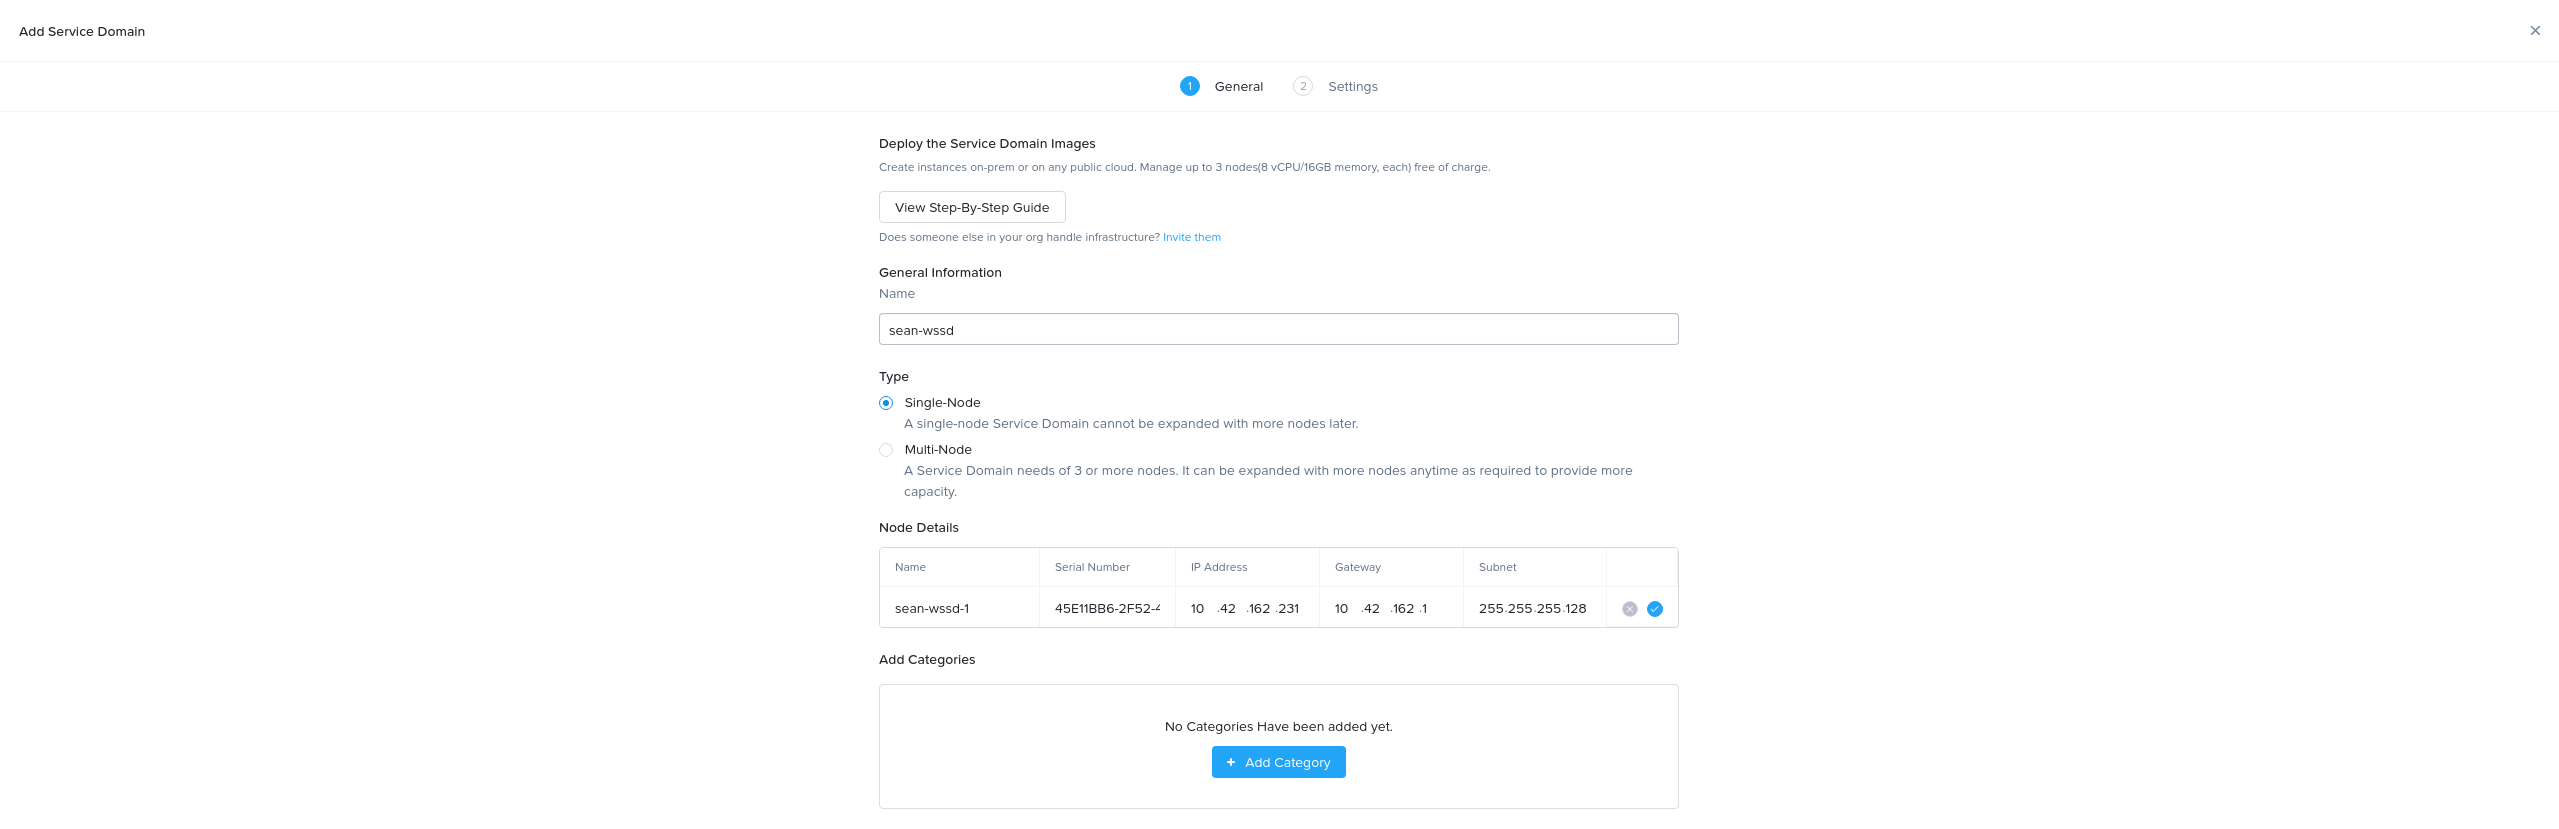 Add Service Domain
1 General 2 Settings
Deploy the Service Domain Images
Create instances on-prem or on any public cloud. Manage up to 3 nodes(8 vCPU/16GB memory, each) free of charge.
View Step-By-Step Guide
Does someone else in your org handle infrastructure? Invite them
General Information
Name
sean-wssd
Type
Single-Node
A single-node Service Domain cannot be expanded with more nodes later.
Multi-Node
A Service Domain needs of 3 or more nodes. It can be expanded with more nodes anytime as required to provide more
capacity.
Node Details
Name Serial Number IP Address Gateway Subnet
sean-wssd-1 45E11BB6-2F52-4 10 .42 .162 .231 10 .42 .162 .1 255.255.255.128
Add Categories
No Categories Have been added yet.
+ Add Category